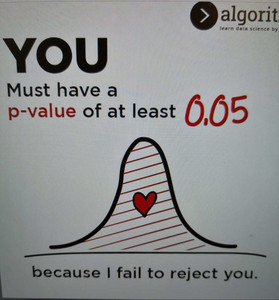 algorit
learn data science by
YOU
Must have a
p-value of at least 0.05
because I fail to reject you.